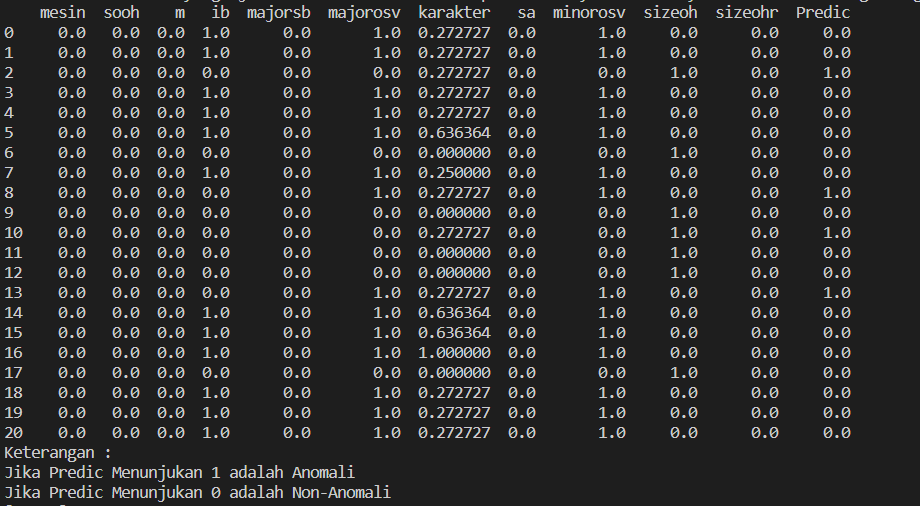 mesin sooh m ib majorsb majorosv karakter sa minorosv sizeoh sizeohr Predic
0 0.0 0.0 0.0 1.0 0.0 1.0 0.272727 0.0 1.0 0.0 0.0 0.0
1 0.0 0.0 0.0 1.0 0.0 1.0 0.272727 0.0 1.0 0.0 0.0 0.0
2 0.0 0.0 0.0 0.0 0.0 0.0 0.272727 0.0 0.0 1.0 0.0 1.0
3 0.0 0.0 0.0 1.0 0.0 1.0 0.272727 0.0 1.0 0.0 0.0 0.0
4 0.0 0.0 0.0 1.0 0.0 1.0 0.272727 0.0 1.0 0.0 0.0 0.0
5 0.0 0.0 0.0 1.0 0.0 1.0 0.636364 0.0 1.0 0.0 0.0 0.0
6 0.0 0.0 0.0 0.0 0.0 0.0 0.000000 0.0 0.0 1.0 0.0 0.0
7 0.0 0.0 0.0 1.0 0.0 1.0 0.250000 0.0 1.0 0.0 0.0 0.0
8 0.0 0.0 0.0 0.0 0.0 1.0 0.272727 0.0 1.0 0.0 0.0 1.0
9 0.0 0.0 0.0 0.0 0.0 0.0 0.000000 0.0 0.0 1.0 0.0 0.0
10 0.0 0.0 0.0 0.0 0.0 0.0 0.272727 0.0 0.0 1.0 0.0 1.0
11 0.0 0.0 0.0 0.0 0.0 0.0 0.000000 0.0 0.0 1.0 0.0 0.0
12 0.0 0.0 0.0 0.0 0.0 0.0 0.000000 0.0 0.0 1.0 0.0 0.0
13 0.0 0.0 0.0 0.0 0.0 1.0 0.272727 0.0 1.0 0.0 0.0 1.0
14 0.0 0.0 0.0 1.0 0.0 1.0 0.636364 0.0 1.0 0.0 0.0 0.0
15 0.0 0.0 0.0 1.0 0.0 1.0 0.636364 0.0 1.0 0.0 0.0 0.0
16 0.0 0.0 0.0 1.0 0.0 1.0 1.000000 0.0 1.0 0.0 0.0 0.0
17 0.0 0.0 0.0 0.0 0.0 0.0 0.000000 0.0 0.0 1.0 0.0 0.0
18 0.0 0.0 0.0 1.0 0.0 1.0 0.272727 0.0 1.0 0.0 0.0 0.0
19 0.0 0.0 0.0 1.0 0.0 1.0 0.272727 0.0 1.0 0.0 0.0 0.0
20 0.0 0.0 0.0 1.0 0.0 1.0 0.272727 0.0 1.0 0.0 0.0 0.0
Keterangan :
Jika Predic Menunjukan 1 adalah Anomali
Jika Predic Menunjukan 0 adalah Non-Anomali